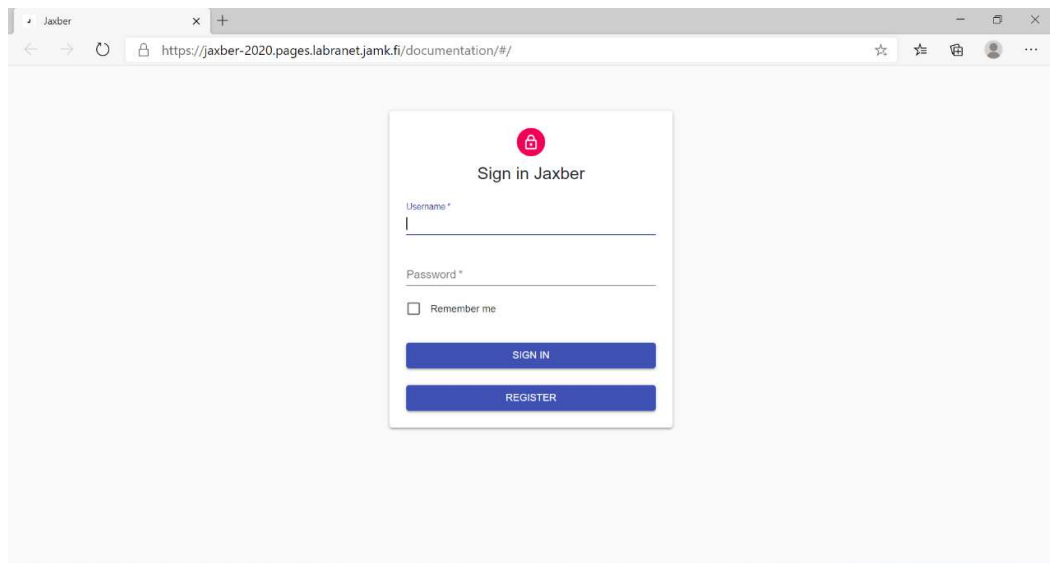 Jaxber
https://jaxber-2020.pages.labranet.jamk.fi/documentation/#/
Sign in Jaxber
Username *
Password *
Remember me
SIGN IN
REGISTER